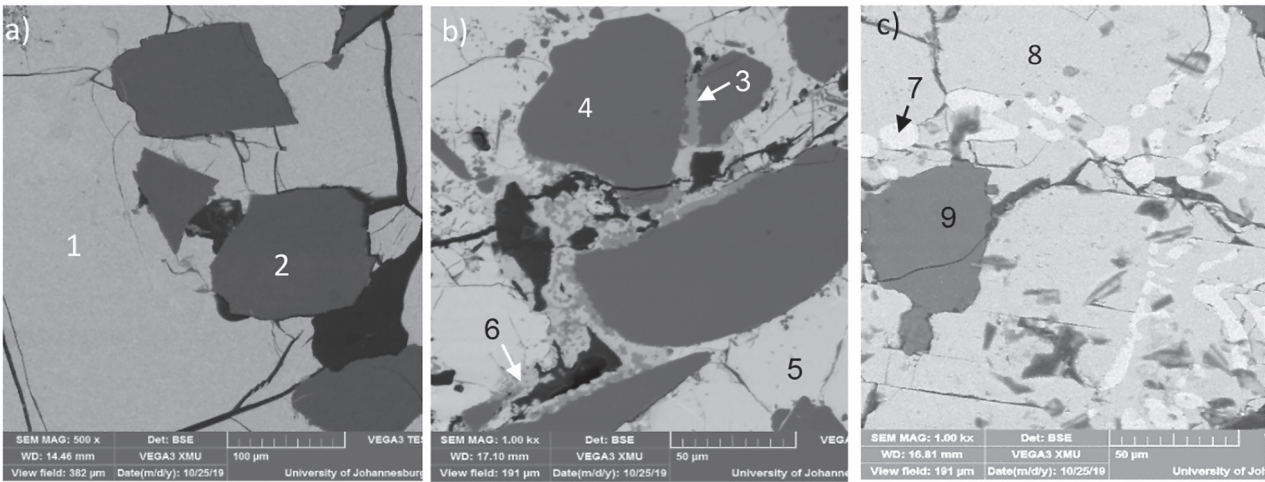 a)
1
2
SEM MAG: 500 x Det: BSE VEGA3 TES
WD: 14.46 mm VEGA3 XMU 100 µm
View field: 382 µm Date(m/d/y): 10/25/19 University of Johannesburg
b)
3
4
6
5
SEM MAG: 1.00 kx Det: BSE VEGA
WD: 17.10 mm VEGA3 XMU 50 µm
View field: 191 µm Date(m/d/y): 10/25/19 University of Johanne
c)
8
7
9
SEM MAG: 1.00 kx Det: BSE
WD: 16.81 mm VEGA3 XMU 50 µm
View field: 191 µm Date(m/d/y): 10/25/19 University of Joh